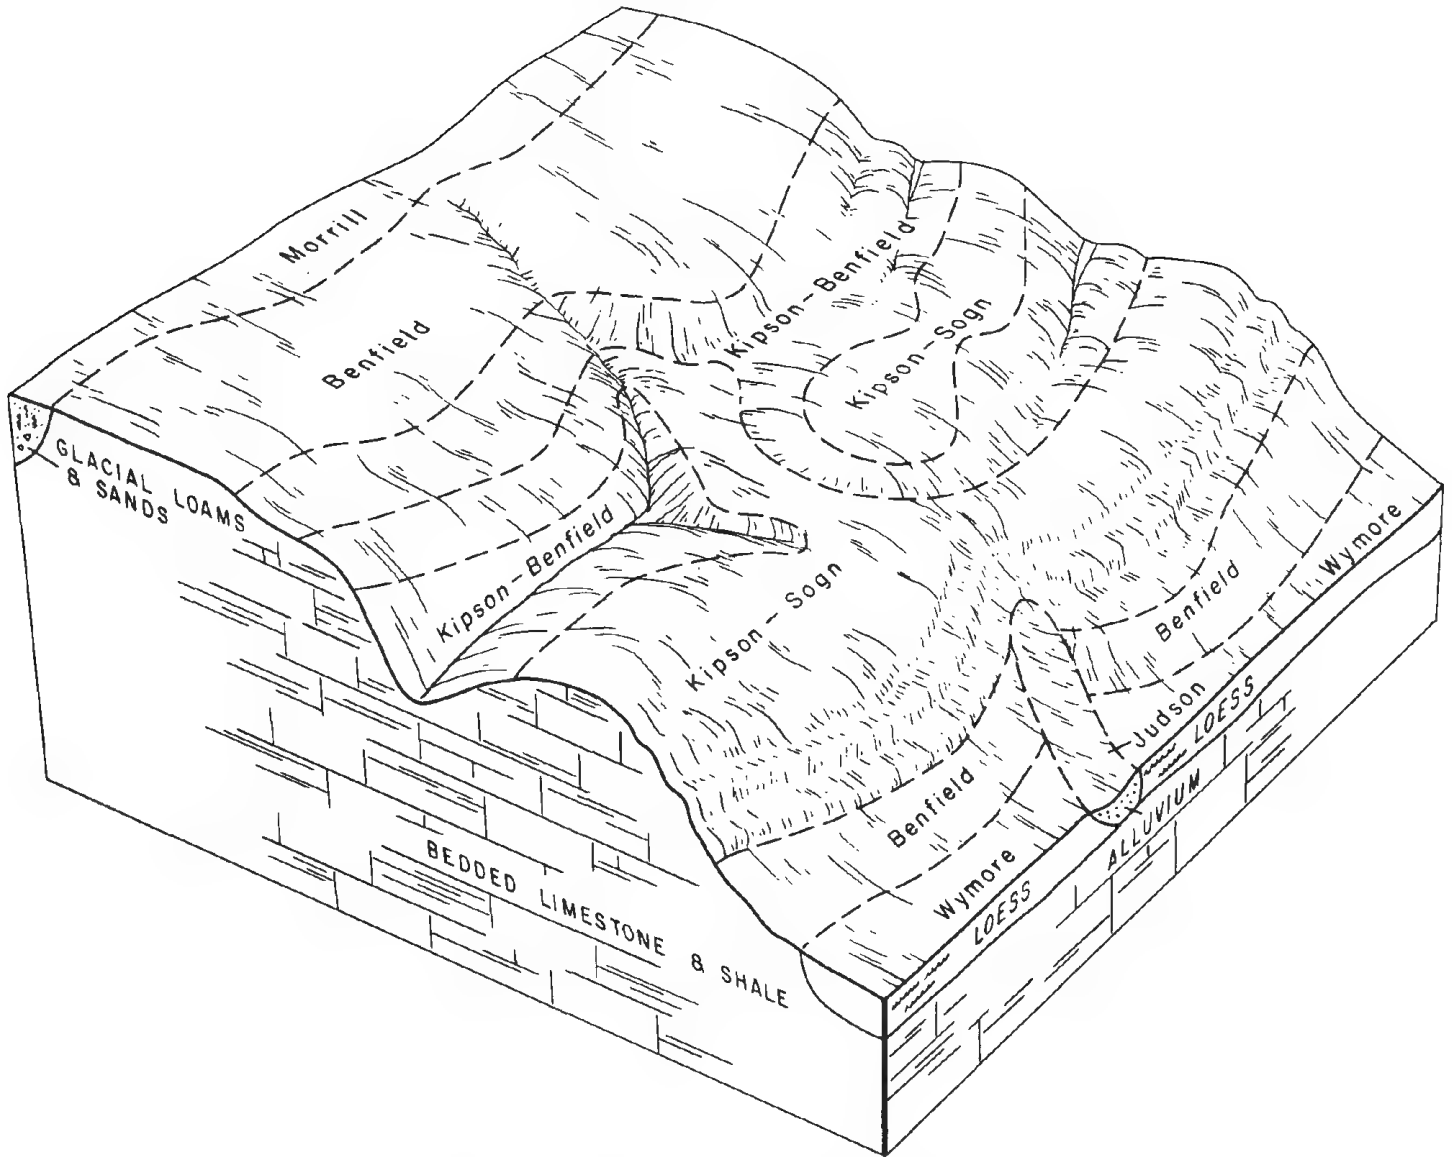 Morrill
Benfield
Kipson-Benfield
Kipson-Sogn
GLACIAL LOAMS
& SANDS
Kipson-Benfield
Kipson-Sogn
Wymore
Benfield
Judson
LOESS
Benfield
Wymore
LOESS
ALLUVIUM
BEDDED LIMESTONE & SHALE